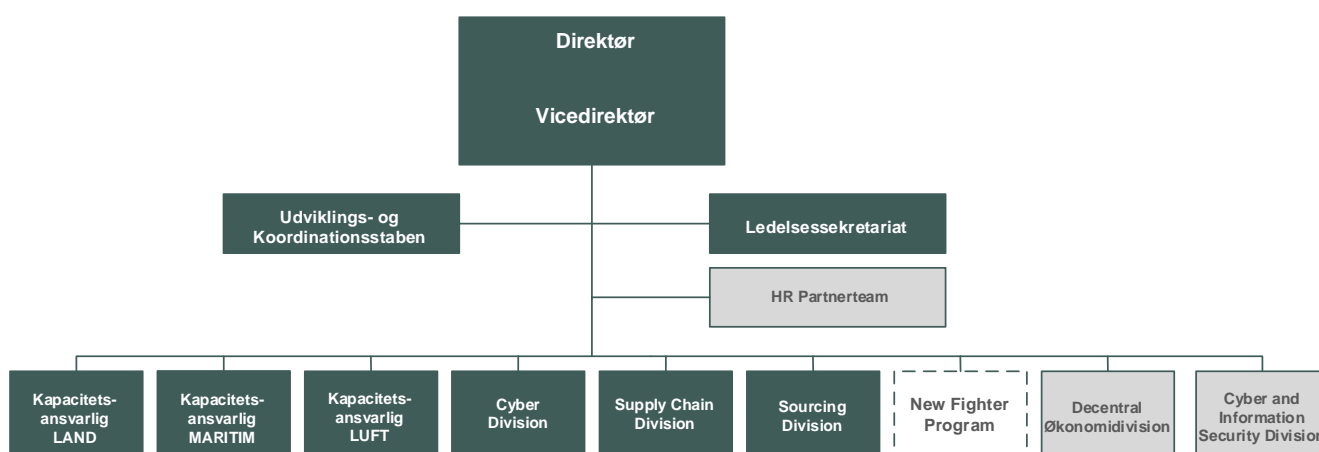 Direktør
Vicedirektør
Udviklings- og
Koordinationsstaben
Ledelsessekretariat
HR Partnerteam
Kapacitets-
ansvarlig
LAND
Kapacitets-
ansvarlig
MARITIM
Kapacitets-
ansvarlig
LUFT
Cyber
Division
Supply Chain
Division
Sourcing
Division
New Fighter
Program
Decentral
Økonomidivision
Cyber and
Information
Security Division